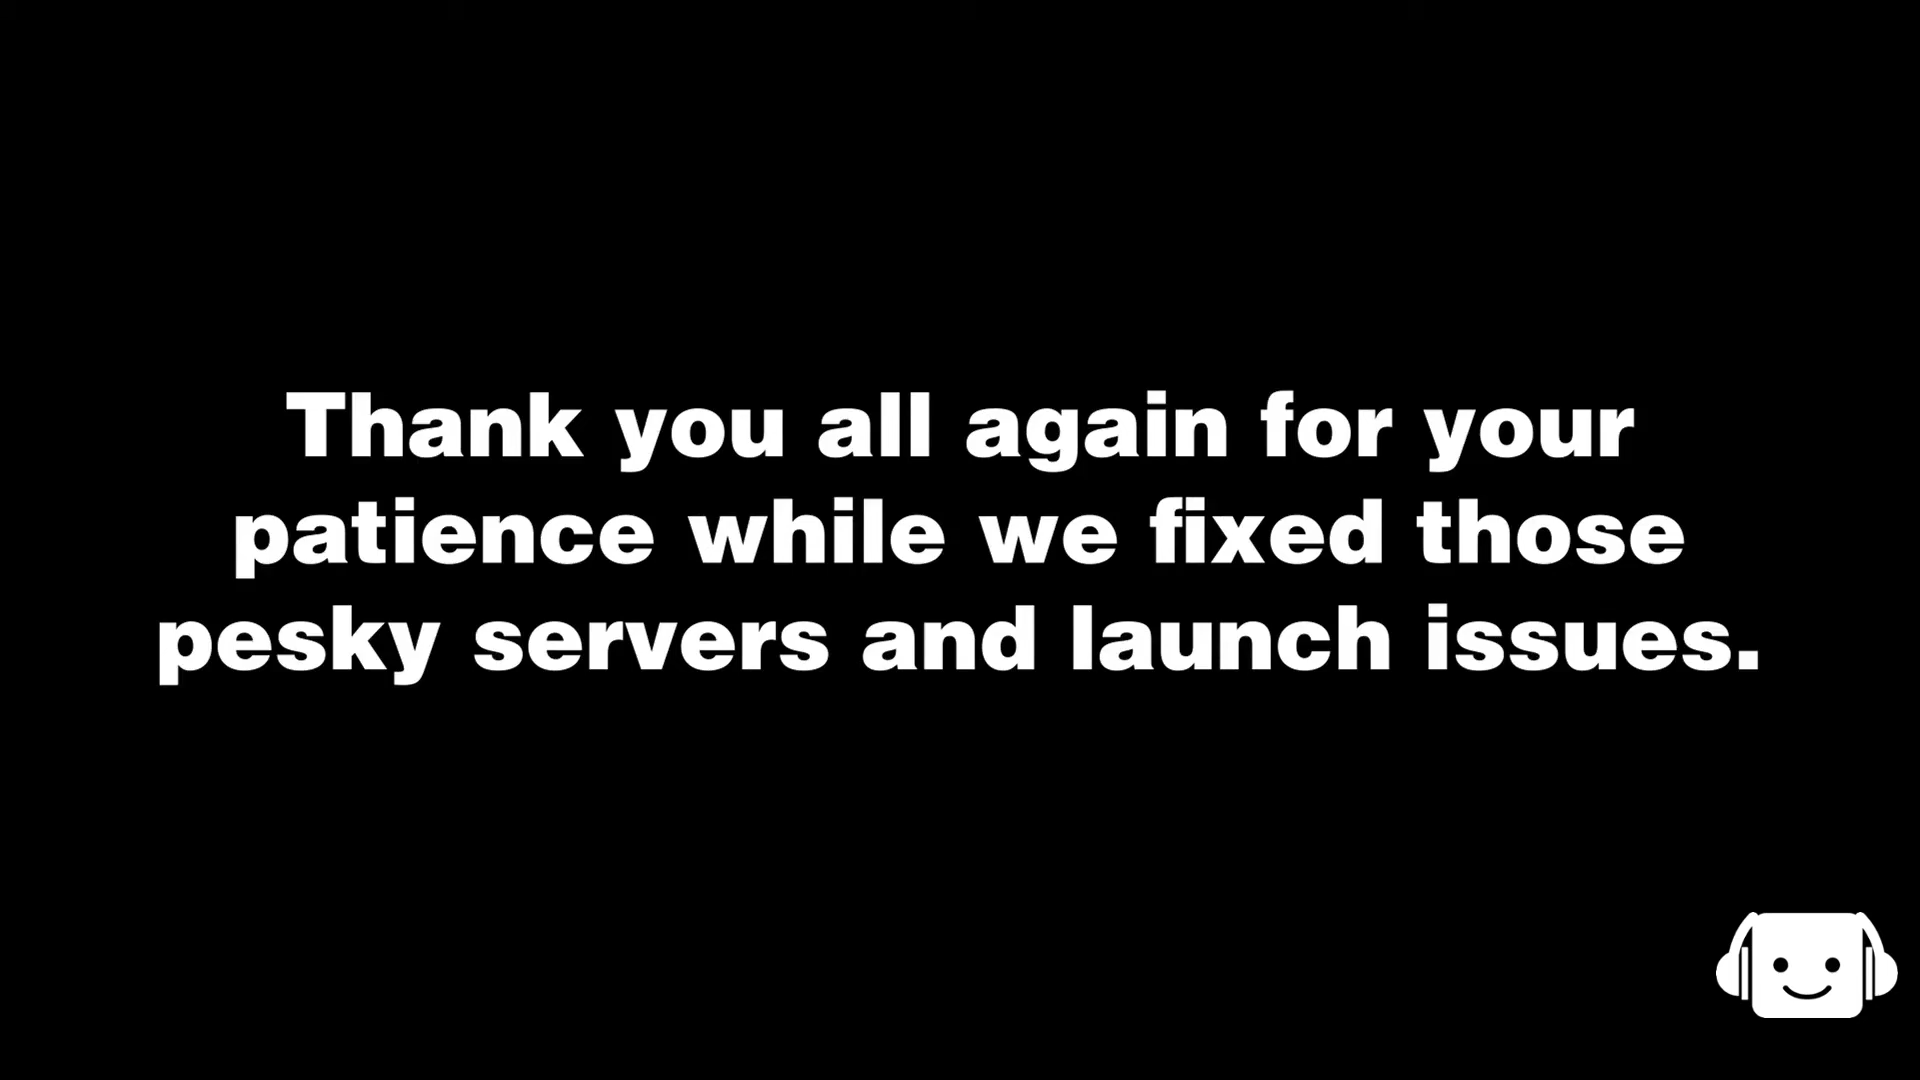 Thank you all again for your
patience while we fixed those
pesky servers and launch issues.